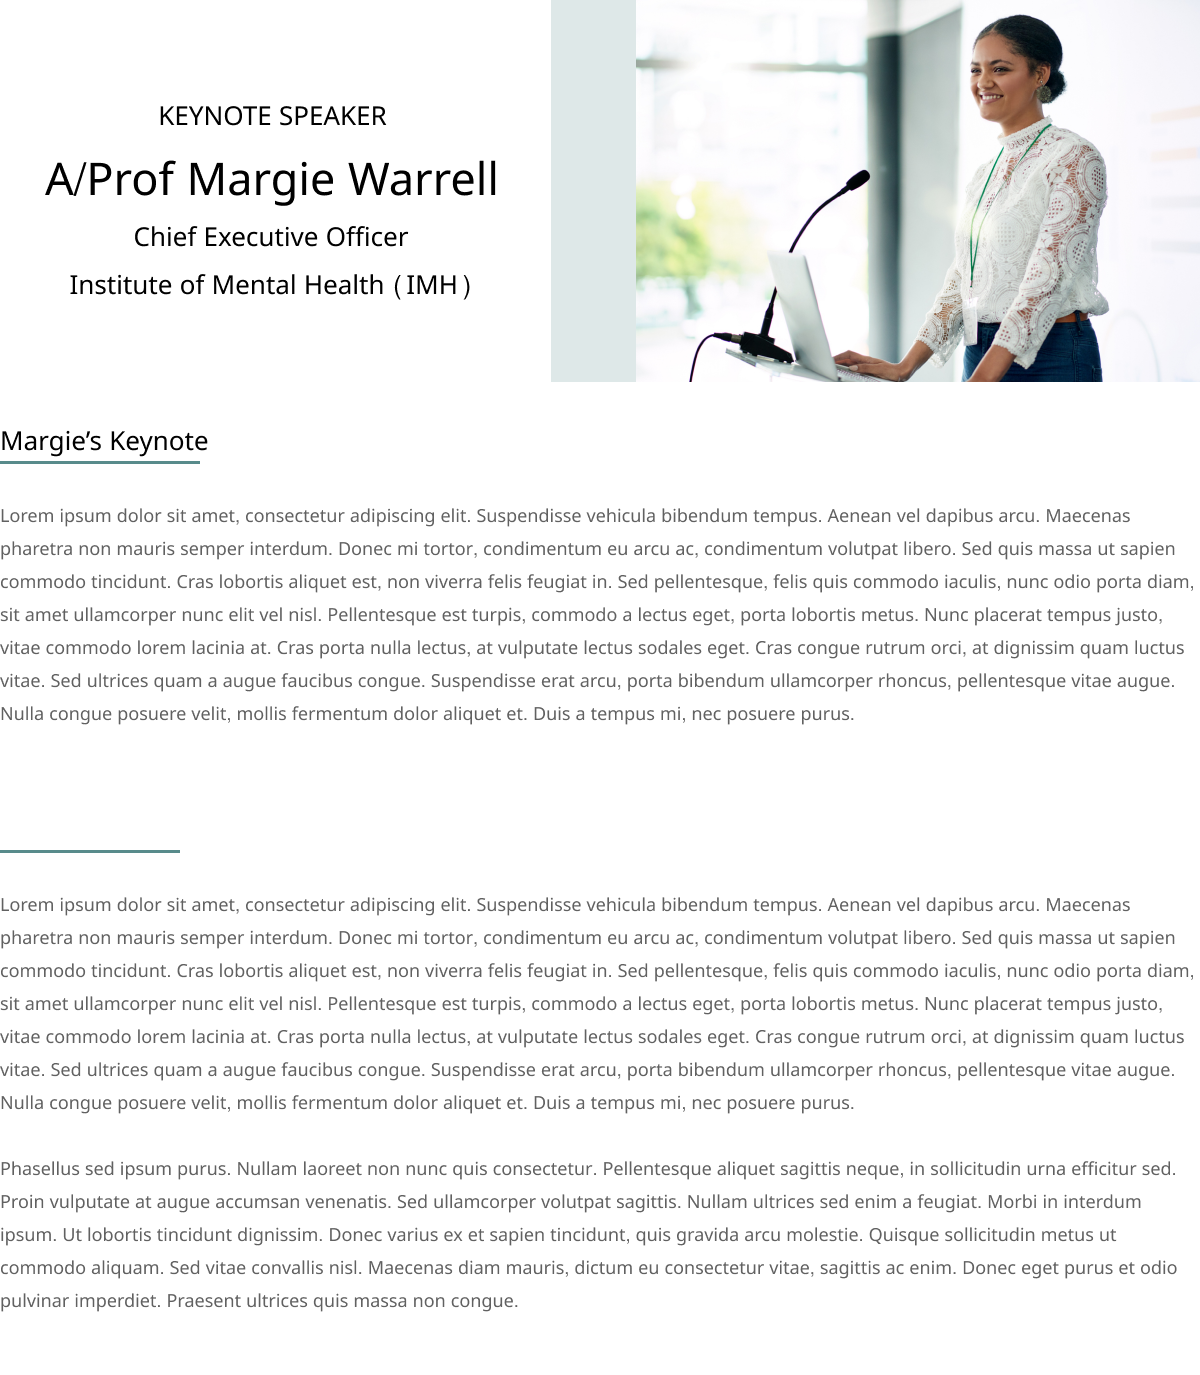 KEYNOTE SPEAKER
A/Prof Margie Warrell
Chief Executive Officer
Institute of Mental Health (IMH)
Margie’s Keynote
Lorem ipsum dolor sit amet, consectetur adipiscing elit. Suspendisse vehicula bibendum tempus. Aenean vel dapibus arcu. Maecenas
pharetra non mauris semper interdum. Donec mi tortor, condimentum eu arcu ac, condimentum volutpat libero. Sed quis massa ut sapien
commodo tincidunt. Cras lobortis aliquet est, non viverra felis feugiat in. Sed pellentesque, felis quis commodo iaculis, nunc odio porta diam,
sit amet ullamcorper nunc elit vel nisl. Pellentesque est turpis, commodo a lectus eget, porta lobortis metus. Nunc placerat tempus justo,
vitae commodo lorem lacinia at. Cras porta nulla lectus, at vulputate lectus sodales eget. Cras congue rutrum orci, at dignissim quam luctus
vitae. Sed ultrices quam a augue faucibus congue. Suspendisse erat arcu, porta bibendum ullamcorper rhoncus, pellentesque vitae augue.
Nulla congue posuere velit, mollis fermentum dolor aliquet et. Duis a tempus mi, nec posuere purus.
Lorem ipsum dolor sit amet, consectetur adipiscing elit. Suspendisse vehicula bibendum tempus. Aenean vel dapibus arcu. Maecenas
pharetra non mauris semper interdum. Donec mi tortor, condimentum eu arcu ac, condimentum volutpat libero. Sed quis massa ut sapien
commodo tincidunt. Cras lobortis aliquet est, non viverra felis feugiat in. Sed pellentesque, felis quis commodo iaculis, nunc odio porta diam,
sit amet ullamcorper nunc elit vel nisl. Pellentesque est turpis, commodo a lectus eget, porta lobortis metus. Nunc placerat tempus justo,
vitae commodo lorem lacinia at. Cras porta nulla lectus, at vulputate lectus sodales eget. Cras congue rutrum orci, at dignissim quam luctus
vitae. Sed ultrices quam a augue faucibus congue. Suspendisse erat arcu, porta bibendum ullamcorper rhoncus, pellentesque vitae augue.
Nulla congue posuere velit, mollis fermentum dolor aliquet et. Duis a tempus mi, nec posuere purus.
Phasellus sed ipsum purus. Nullam laoreet non nunc quis consectetur. Pellentesque aliquet sagittis neque, in sollicitudin urna efficitur sed.
Proin vulputate at augue accumsan venenatis. Sed ullamcorper volutpat sagittis. Nullam ultrices sed enim a feugiat. Morbi in interdum
ipsum. Ut lobortis tincidunt dignissim. Donec varius ex et sapien tincidunt, quis gravida arcu molestie. Quisque sollicitudin metus ut
commodo aliquam. Sed vitae convallis nisl. Maecenas diam mauris, dictum eu consectetur vitae, sagittis ac enim. Donec eget purus et odio
pulvinar imperdiet. Praesent ultrices quis massa non congue.